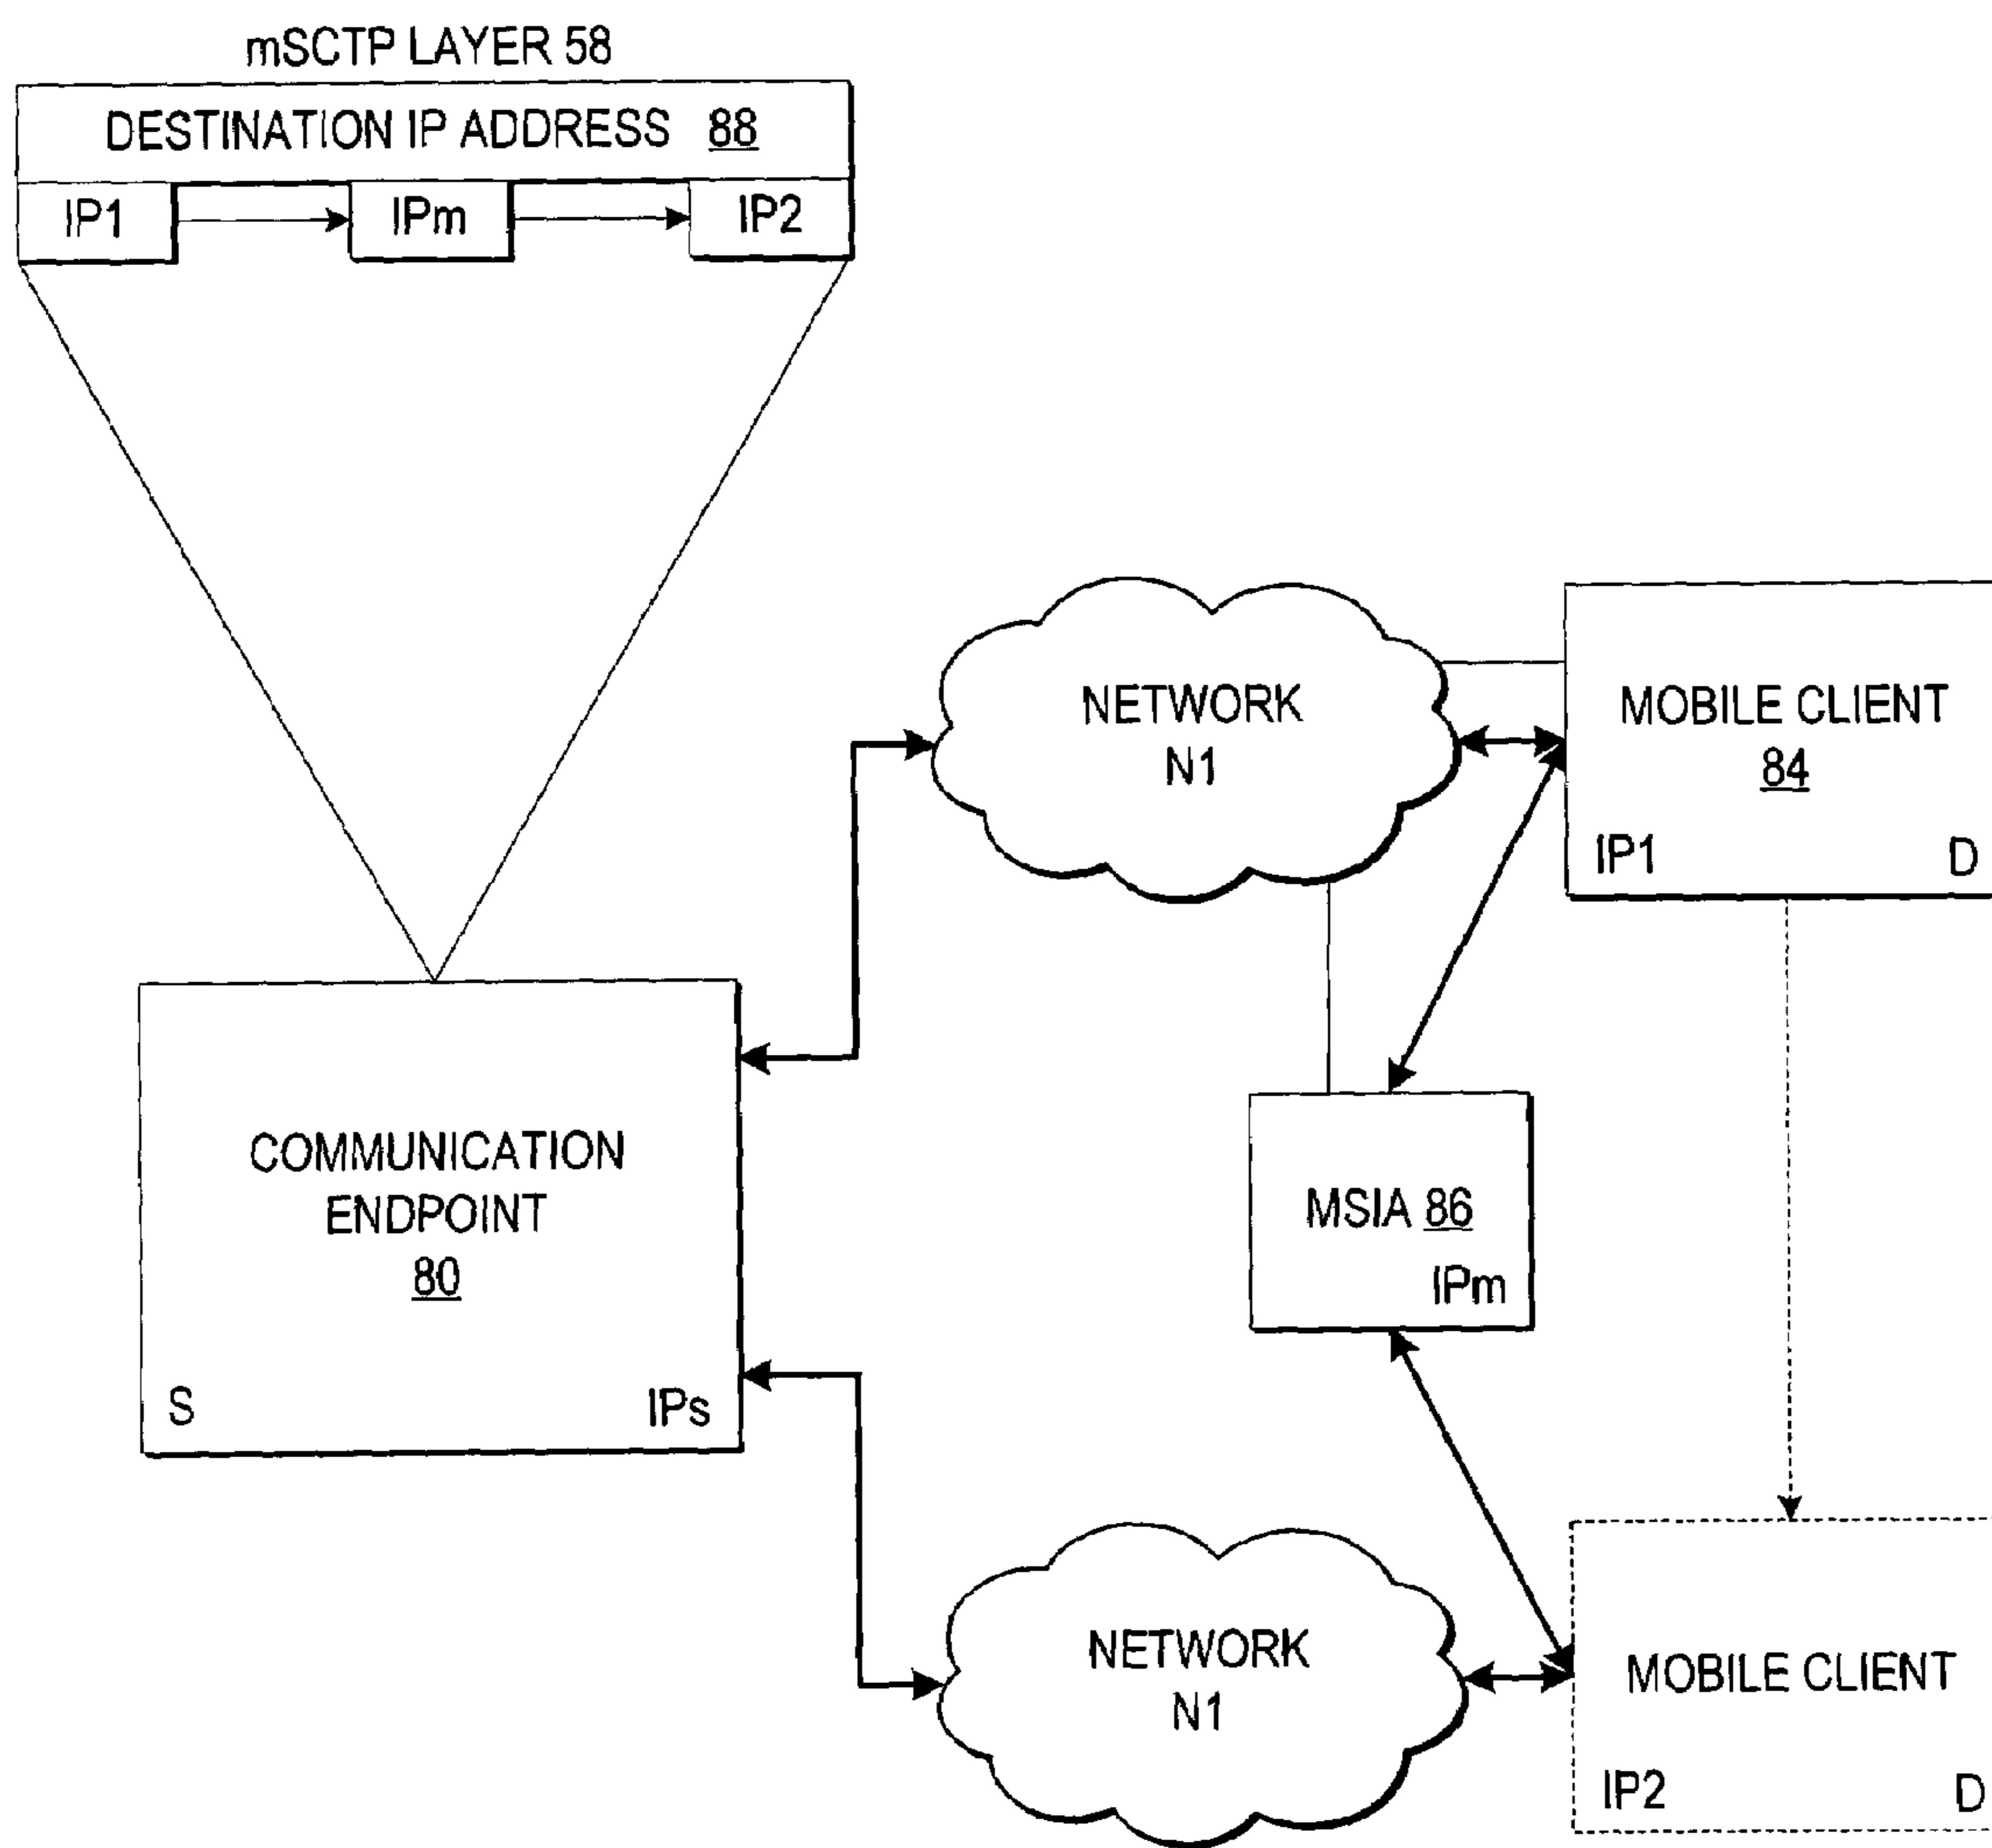 mSCTP LAYER 58
DESTINATION IP ADDRESS 88
IP1
IPm
IP2
NETWORK
N1
MOBILE CLIENT
84
IP1
D
COMMUNICATION
ENDPOINT
80
S
IPs
MSIA 86
IPm
NETWORK
N1
MOBILE CLIENT
IP2
D